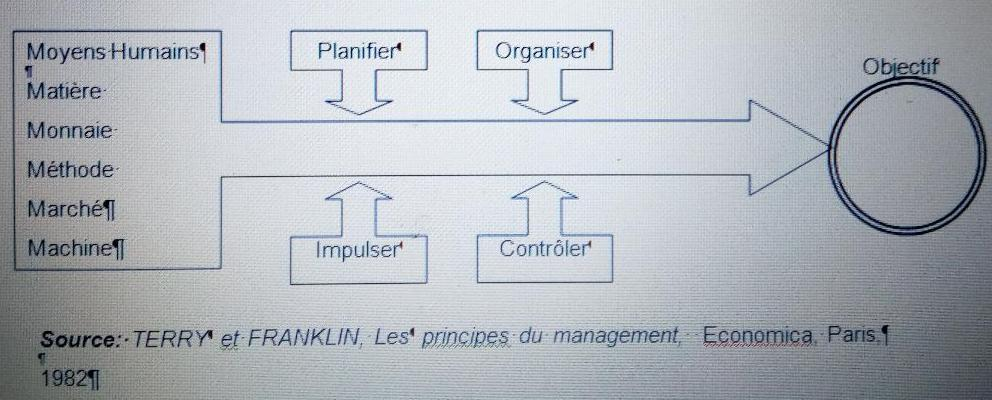 Moyens Humains
Matière
Monnaie
Méthode
Marché
Machine
Planifier
Organiser
Impulser
Contrôler
Objectif
Source: TERRY et FRANKLIN, Les principes du management, Economica, Paris,
1982